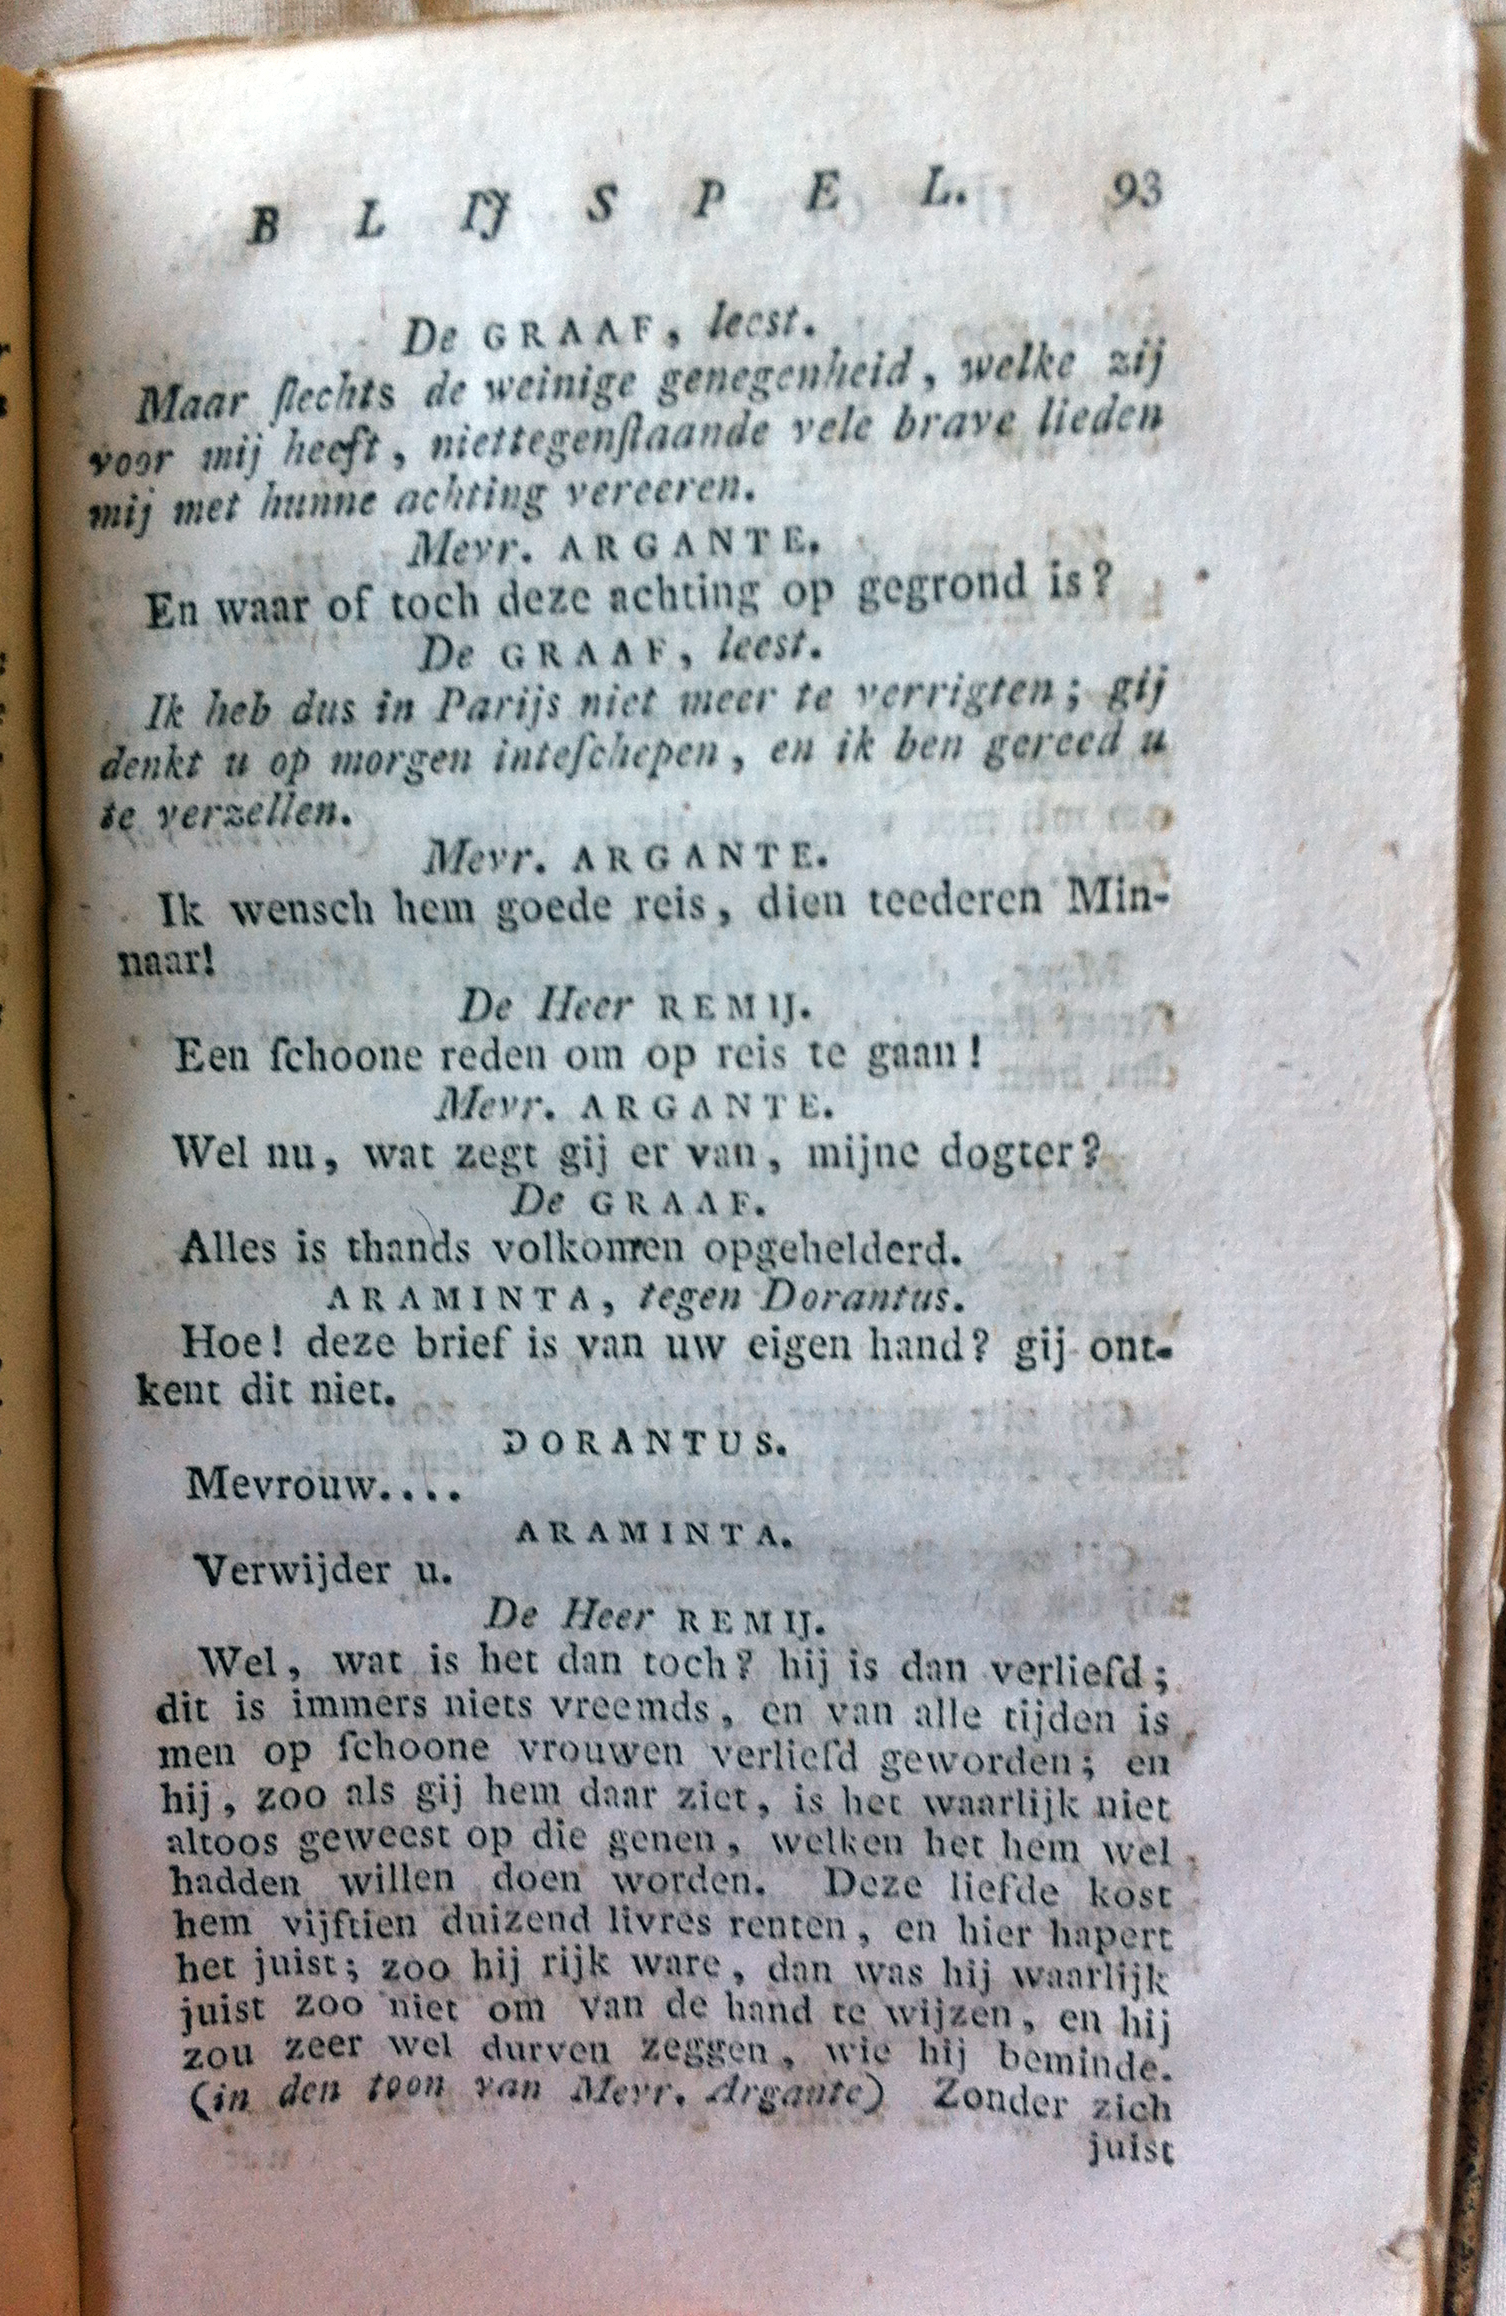 B L IJ S P E L. 93
De GRAAF, leest.
Maar ſlechts de weinige genegenheid, welke zij
voor mij heeft, niettegenſtaande vele brave lieden
mij met hunne achting vereeren.
Mevr. ARGANTE.
En waar of toch deze achting op gegrond is?
De GRAAF, leest.
Ik heb dus in Parijs niet meer te verrigten; gij
denkt u op morgen inteſchepen, en ik ben gereed u
te verzellen.
Mevr. ARGANTE.
Ik wensch hem goede reis, dien teederen Min-
naar!
De Heer REMIJ.
Een ſchoone reden om op reis te gaan!
Mevr. ARGANTE.
Wel nu, wat zegt gij er van, mijne dogter?
De GRAAF.
Alles is thands volkomen opgehelderd.
ARAMINTA, tegen Dorantus.
Hoe! deze brief is van uw eigen hand? gij ont-
kent dit niet.
DORANTUS.
Mevrouw....
ARAMINTA.
Verwijder u.
De Heer REMIJ.
Wel, wat is het dan toch? hij is dan verliefd;
dit is immers niets vreemds, en van alle tijden is
men op ſchoone vrouwen verliefd geworden; en
hij, zoo als gij hem daar ziet, is het waarlijk niet
altoos geweest op die genen, welken het hem wel
hadden willen doen worden. Deze liefde kost
hem vijftien duizend livres renten, en hier hapert
het juist; zoo hij rijk ware, dan was hij waarlijk
juist zoo niet om van de hand te wijzen, en hij
zou zeer wel durven zeggen, wie hij beminde.
(in den toon van Mevr. Argante) Zonder zich
juist